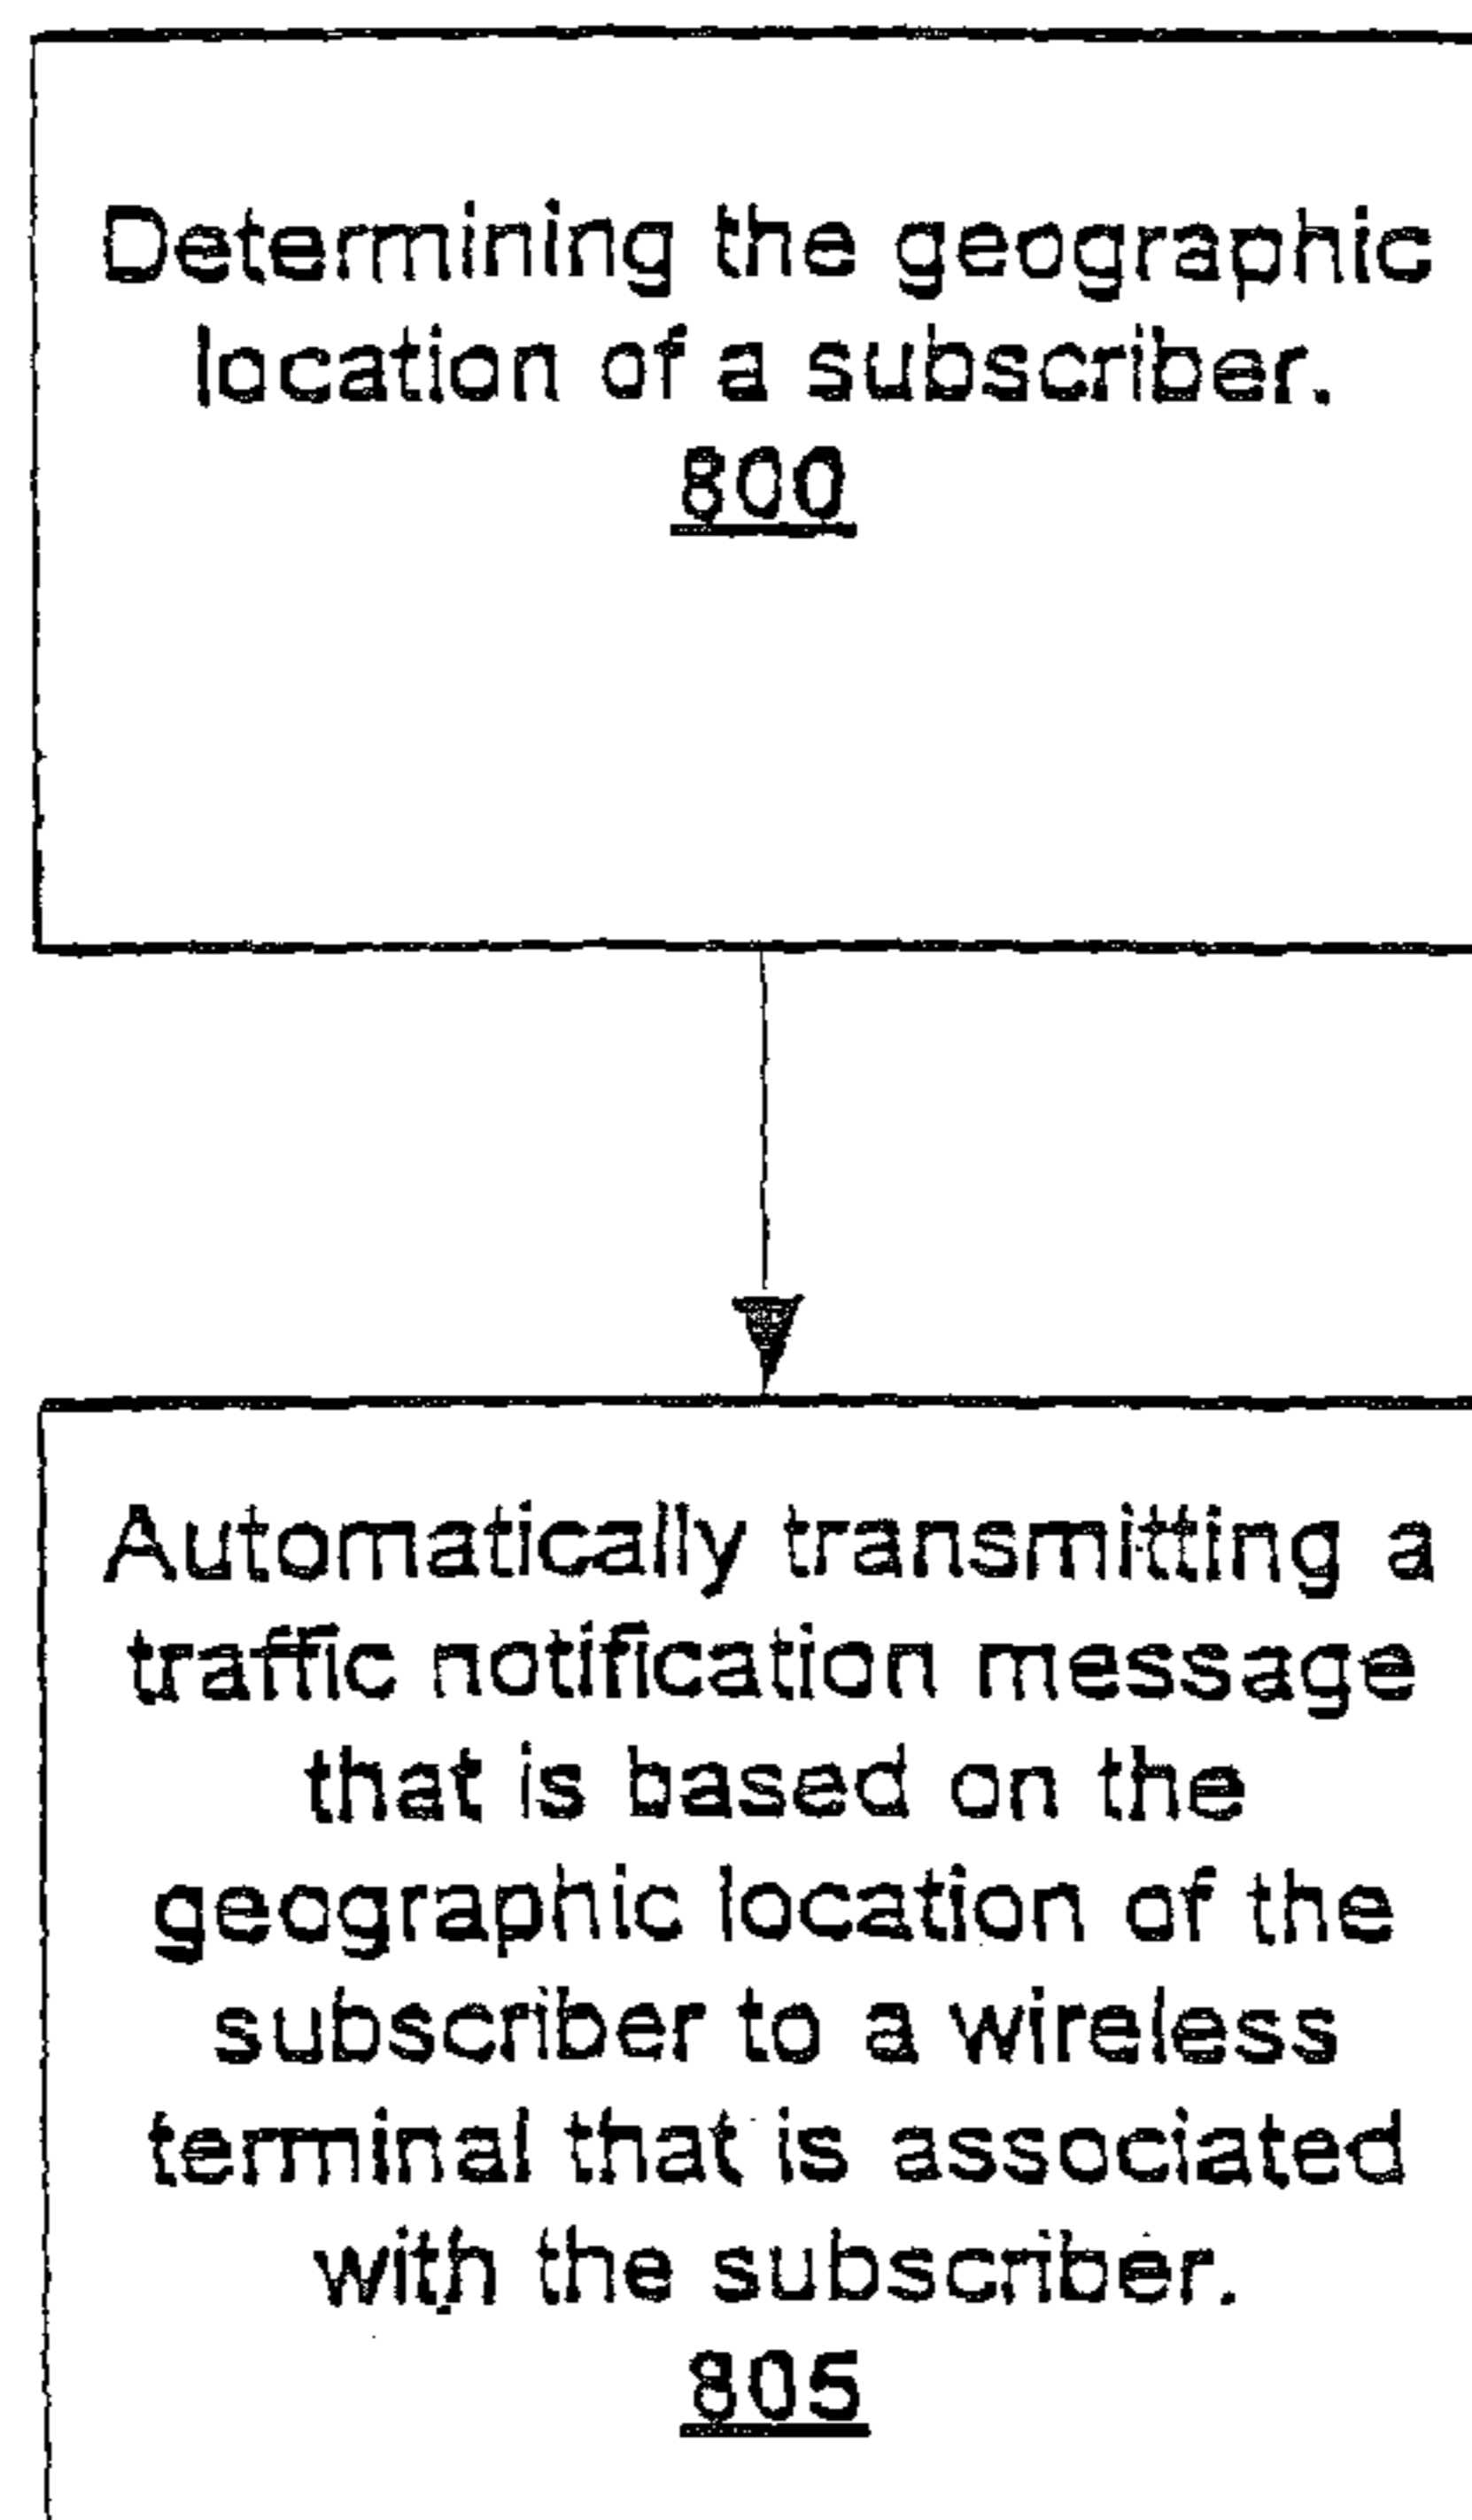 Determining the geographic
location of a subscriber.
800
Automatically transmitting a
traffic notification message
that is based on the
geographic location of the
subscriber to a wireless
terminal that is associated
with the subscriber.
805